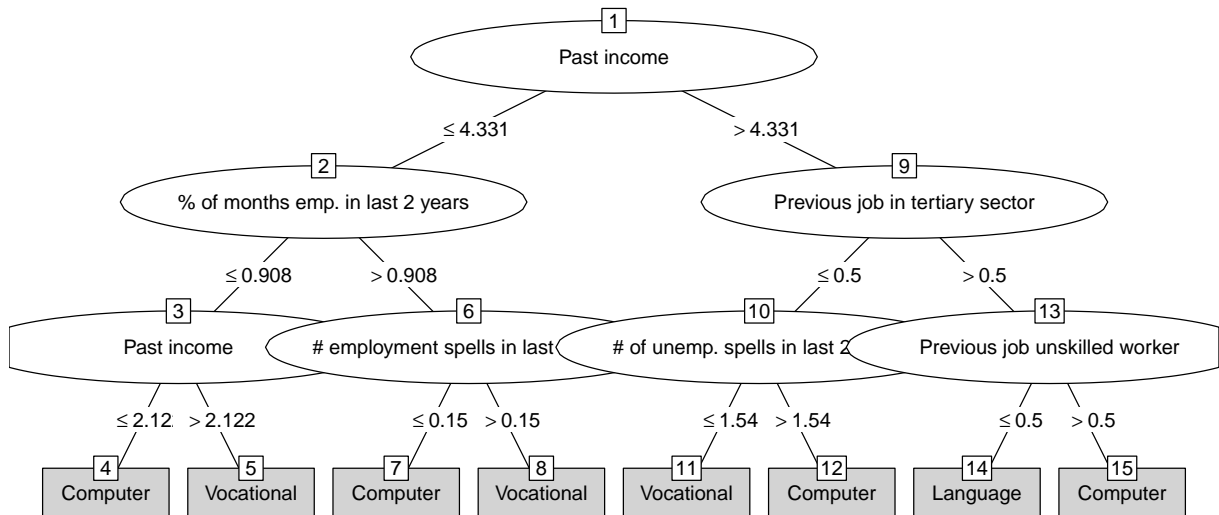 1
Past income
≤ 4.331
> 4.331
2
% of months emp. in last 2 years
9
Previous job in tertiary sector
≤ 0.908
> 0.908
≤ 0.5
> 0.5
3
Past income
6
# employment spells in last
10
# of unemp. spells in last 2
13
Previous job unskilled worker
≤ 2.122
> 2.122
≤ 0.15
> 0.15
≤ 1.54
> 1.54
≤ 0.5
> 0.5
4
Computer
5
Vocational
7
Computer
8
Vocational
11
Vocational
12
Computer
14
Language
15
Computer